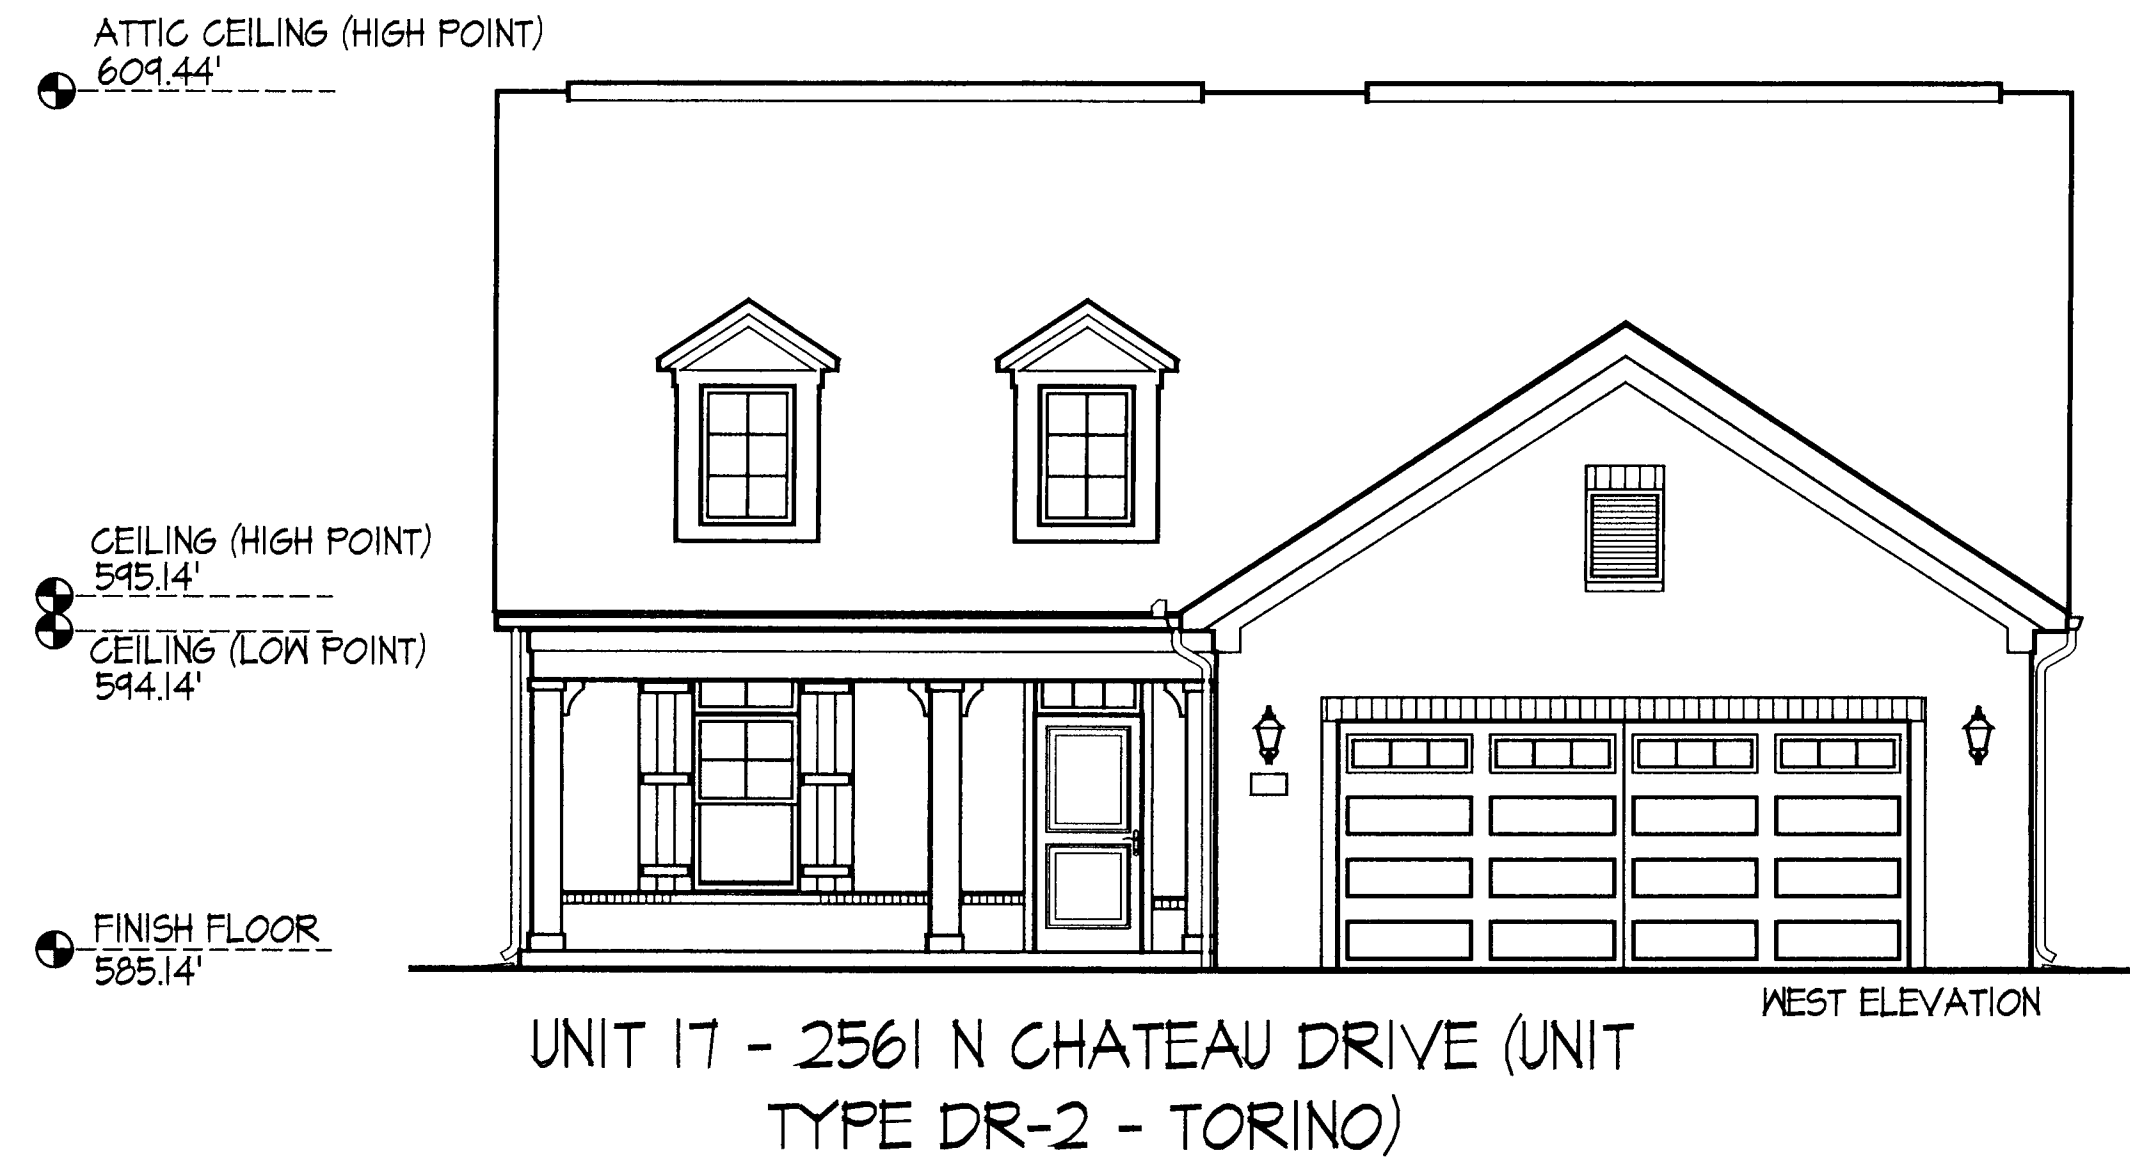 ATTIC CEILING (HIGH POINT)
609.44'
CEILING (HIGH POINT)
595.14'
CEILING (LOW POINT)
594.14'
FINISH FLOOR
585.14'
WEST ELEVATION
UNIT 17 - 2561 N CHATEAU DRIVE (UNIT
TYPE DR-2 - TORINO)